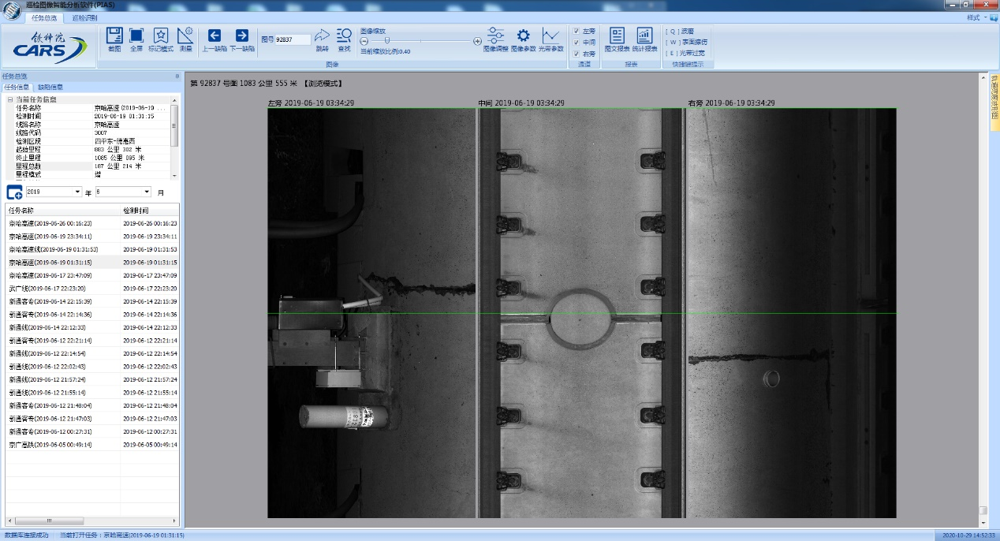 巡检图像智能分析软件(PIAS)
任务总览 巡检识别
样式
铁科院
CARS
截图 全屏 标记模式 测量
上一缺陷 下一缺陷
图号 92837
跳转 查找
图像缩放
当前缩放比例:0.40
图像调整 图像参数 光带参数
图像
左旁
中间
右旁
通道
图文报表 统计报表
报表
[ Q ] 波磨
[ W ] 表面擦伤
[ E ] 光带过宽
快捷键提示
任务总览
任务信息 缺陷信息
当前任务信息
任务名称 京哈高速(2019-06-19 ...
检测时间 2019-06-19 01:31:15
线路名称 京哈高速
线路代码 3007
检测区段 四平东-德惠西
起始里程 883 公里 302 米
终止里程 1085 公里 095 米
里程总数 187 公里 214 米
里程模式 增
2019 年 6 月
任务名称 检测时间
京哈高速(2019-06-26 00:16:23) 2019-06-26 00:16:23
京哈高速(2019-06-19 23:34:11) 2019-06-19 23:34:11
京哈高速线(2019-06-19 01:31:53) 2019-06-19 01:31:53
京哈高速(2019-06-19 01:31:15) 2019-06-19 01:31:15
京哈高速(2019-06-17 23:47:09) 2019-06-17 23:47:09
武广线(2019-06-17 22:23:20) 2019-06-17 22:23:20
新通客专(2019-06-14 22:15:39) 2019-06-14 22:15:39
新通客专(2019-06-14 22:14:36) 2019-06-14 22:14:36
新通线(2019-06-14 22:12:33) 2019-06-14 22:12:33
新通客专(2019-06-12 22:21:14) 2019-06-12 22:21:14
新通线(2019-06-12 22:14:54) 2019-06-12 22:14:54
新通线(2019-06-12 22:02:43) 2019-06-12 22:02:43
新通线(2019-06-12 21:57:24) 2019-06-12 21:57:24
新通线(2019-06-12 21:55:14) 2019-06-12 21:55:14
新通客专(2019-06-12 21:48:04) 2019-06-12 21:48:04
新通客专(2019-06-12 21:47:03) 2019-06-12 21:47:03
新通客专(2019-06-12 00:27:31) 2019-06-12 00:27:31
京广高铁(2019-06-05 00:49:14) 2019-06-05 00:49:14
第 92837 号图 1083 公里 555 米 【浏览模式】
左旁 2019-06-19 03:34:29
中间 2019-06-19 03:34:29
右旁 2019-06-19 03:34:29
数据库连接成功 当前打开任务：京哈高速(2019-06-19 01:31:15)
2020-10-29 14:52:33